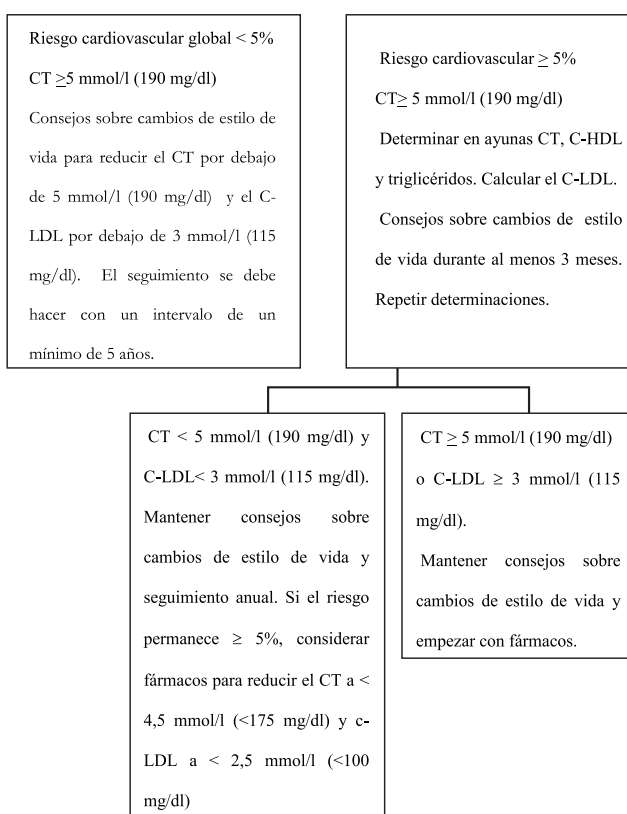 Riesgo cardiovascular global < 5%
CT ≥5 mmol/l (190 mg/dl)
Consejos sobre cambios de estilo de
vida para reducir el CT por debajo
de 5 mmol/l (190 mg/dl) y el C-
LDL por debajo de 3 mmol/l (115
mg/dl). El seguimiento se debe
hacer con un intervalo de un
mínimo de 5 años.
Riesgo cardiovascular ≥ 5%
CT≥ 5 mmol/l (190 mg/dl)
Determinar en ayunas CT, C-HDL
y triglicéridos. Calcular el C-LDL.
Consejos sobre cambios de estilo
de vida durante al menos 3 meses.
Repetir determinaciones.
CT < 5 mmol/l (190 mg/dl) y
C-LDL< 3 mmol/l (115 mg/dl).
Mantener consejos sobre
cambios de estilo de vida y
seguimiento anual. Si el riesgo
permanece ≥ 5%, considerar
fármacos para reducir el CT a <
4,5 mmol/l (<175 mg/dl) y c-
LDL a < 2,5 mmol/l (<100
mg/dl)
CT ≥ 5 mmol/l (190 mg/dl)
o C-LDL ≥ 3 mmol/l (115
mg/dl).
Mantener consejos sobre
cambios de estilo de vida y
empezar con fármacos.